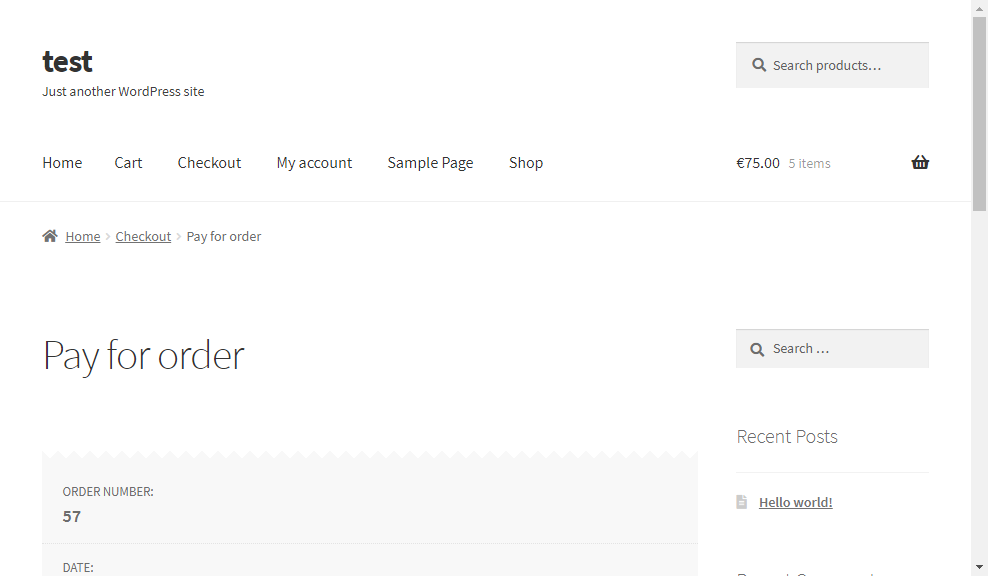 test
Just another WordPress site
Search products…
Home Cart Checkout My account Sample Page Shop
€75.00 5 items
Home Checkout Pay for order
Pay for order
Search …
Recent Posts
Hello world!
ORDER NUMBER:
57
DATE: